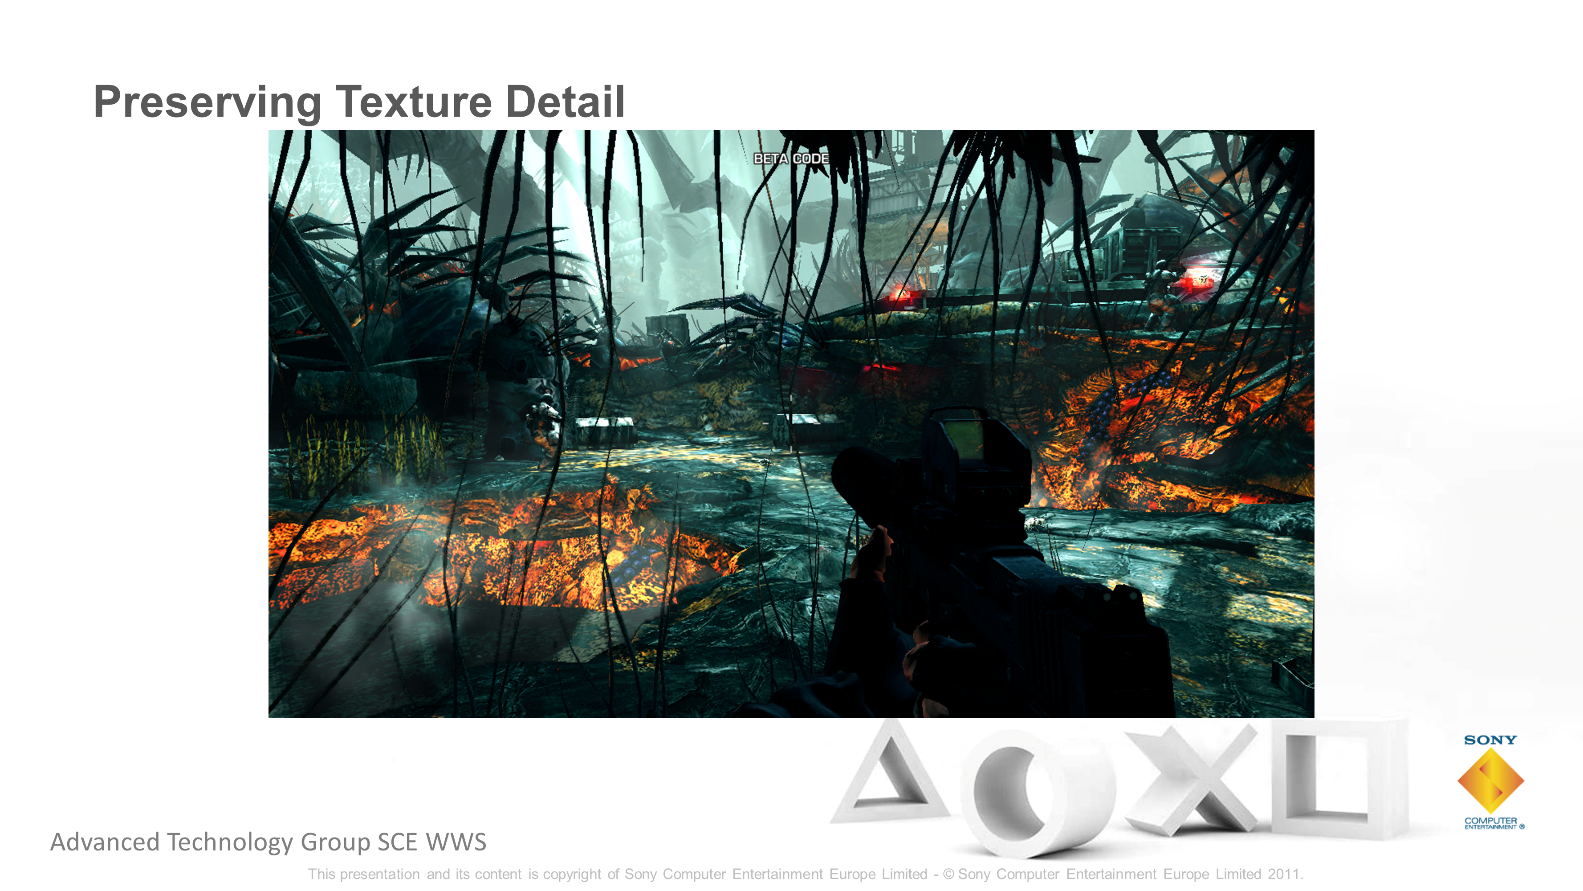 Preserving Texture Detail
BETA CODE
SONY
COMPUTER
ENTERTAINMENT ®
Advanced Technology Group SCE WWS
This presentation and its content is copyright of Sony Computer Entertainment Europe Limited - © Sony Computer Entertainment Europe Limited 2011.